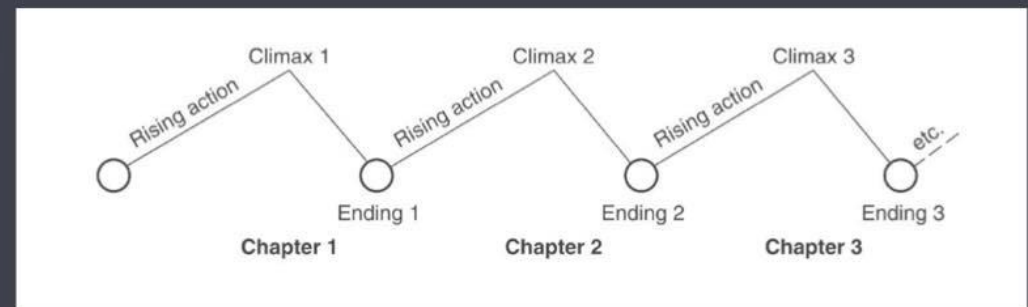 Climax 1
Climax 2
Climax 3
Rising action
Rising action
Rising action
etc.
Ending 1
Ending 2
Ending 3
Chapter 1
Chapter 2
Chapter 3